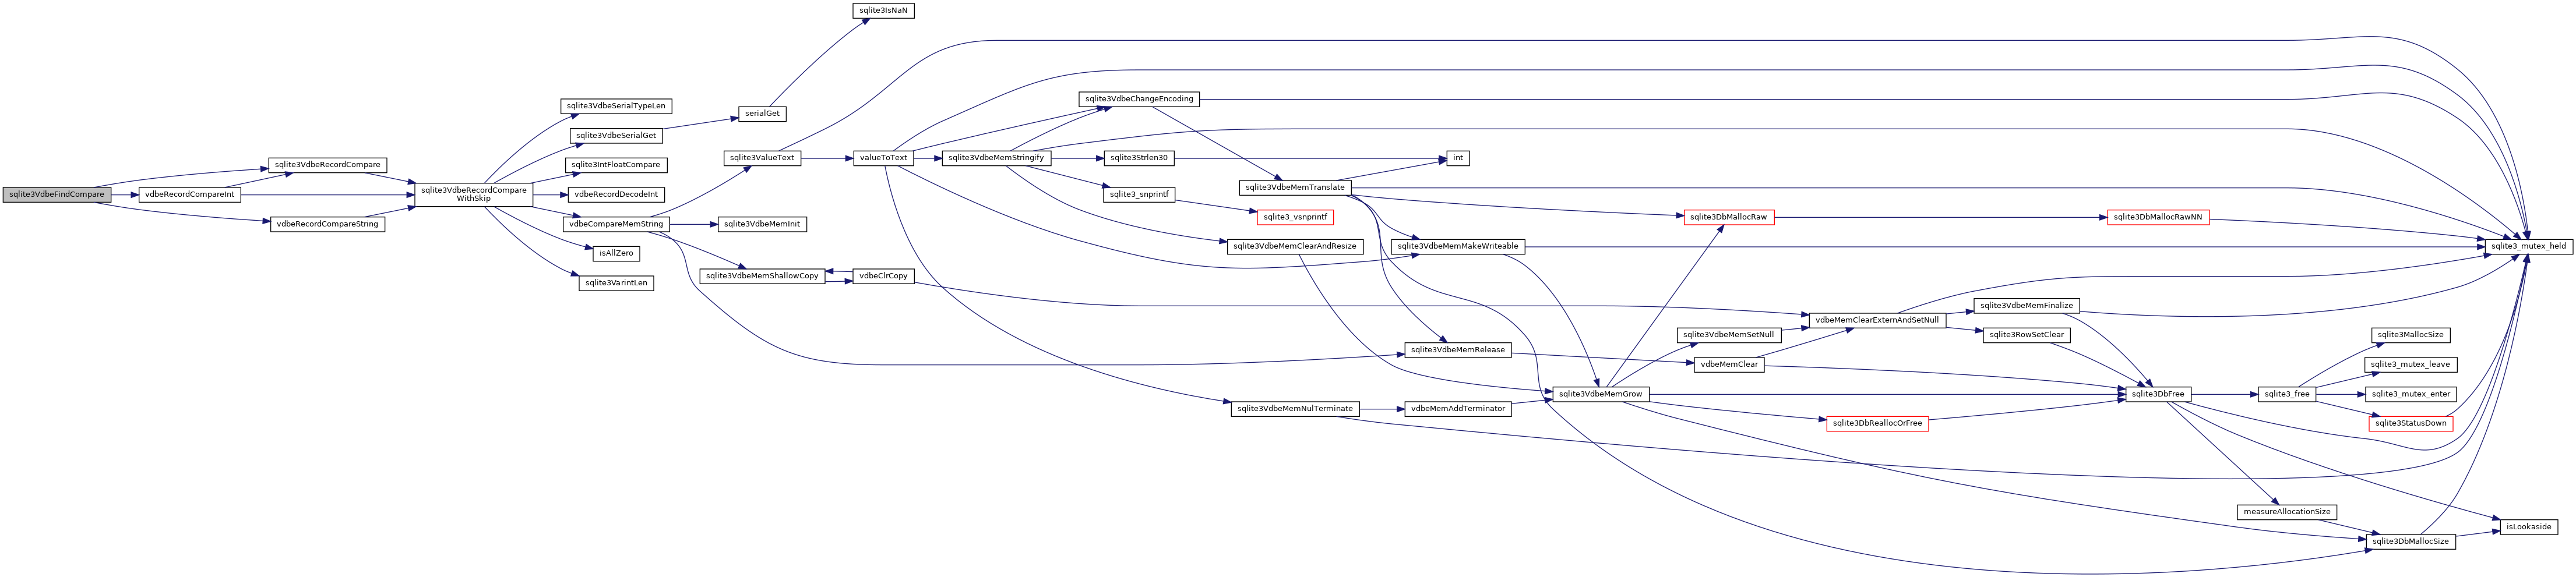 sqlite3VdbeFindCompare
sqlite3VdbeRecordCompare
vdbeRecordCompareInt
vdbeRecordCompareString
sqlite3VdbeRecordCompare
WithSkip
sqlite3VdbeSerialTypeLen
sqlite3VdbeSerialGet
sqlite3IntFloatCompare
vdbeRecordDecodeInt
vdbeCompareMemString
isAllZero
sqlite3VarintLen
serialGet
sqlite3ValueText
sqlite3VdbeMemInit
sqlite3VdbeMemShallowCopy
sqlite3IsNaN
valueToText
vdbeClrCopy
sqlite3VdbeMemStringify
sqlite3VdbeChangeEncoding
sqlite3Strlen30
sqlite3_snprintf
sqlite3VdbeMemClearAndResize
sqlite3VdbeMemNulTerminate
sqlite3VdbeMemTranslate
sqlite3_vsnprintf
int
sqlite3VdbeMemMakeWriteable
sqlite3VdbeMemRelease
vdbeMemAddTerminator
sqlite3VdbeMemGrow
sqlite3DbMallocRaw
sqlite3VdbeMemSetNull
vdbeMemClear
vdbeMemClearExternAndSetNull
sqlite3DbReallocOrFree
sqlite3VdbeMemFinalize
sqlite3RowSetClear
sqlite3DbMallocRawNN
sqlite3DbFree
sqlite3_free
measureAllocationSize
sqlite3MallocSize
sqlite3_mutex_leave
sqlite3_mutex_enter
sqlite3StatusDown
sqlite3DbMallocSize
sqlite3_mutex_held
isLookaside